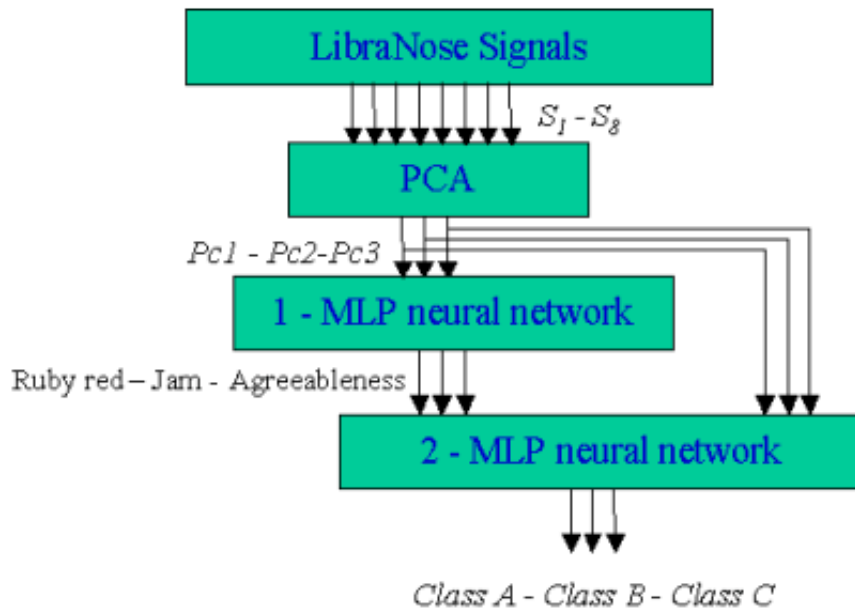 LibraNose Signals
S1 - S8
PCA
Pc1 - Pc2-Pc3
1 - MLP neural network
Ruby red – Jam - Agreeableness
2 - MLP neural network
Class A - Class B - Class C